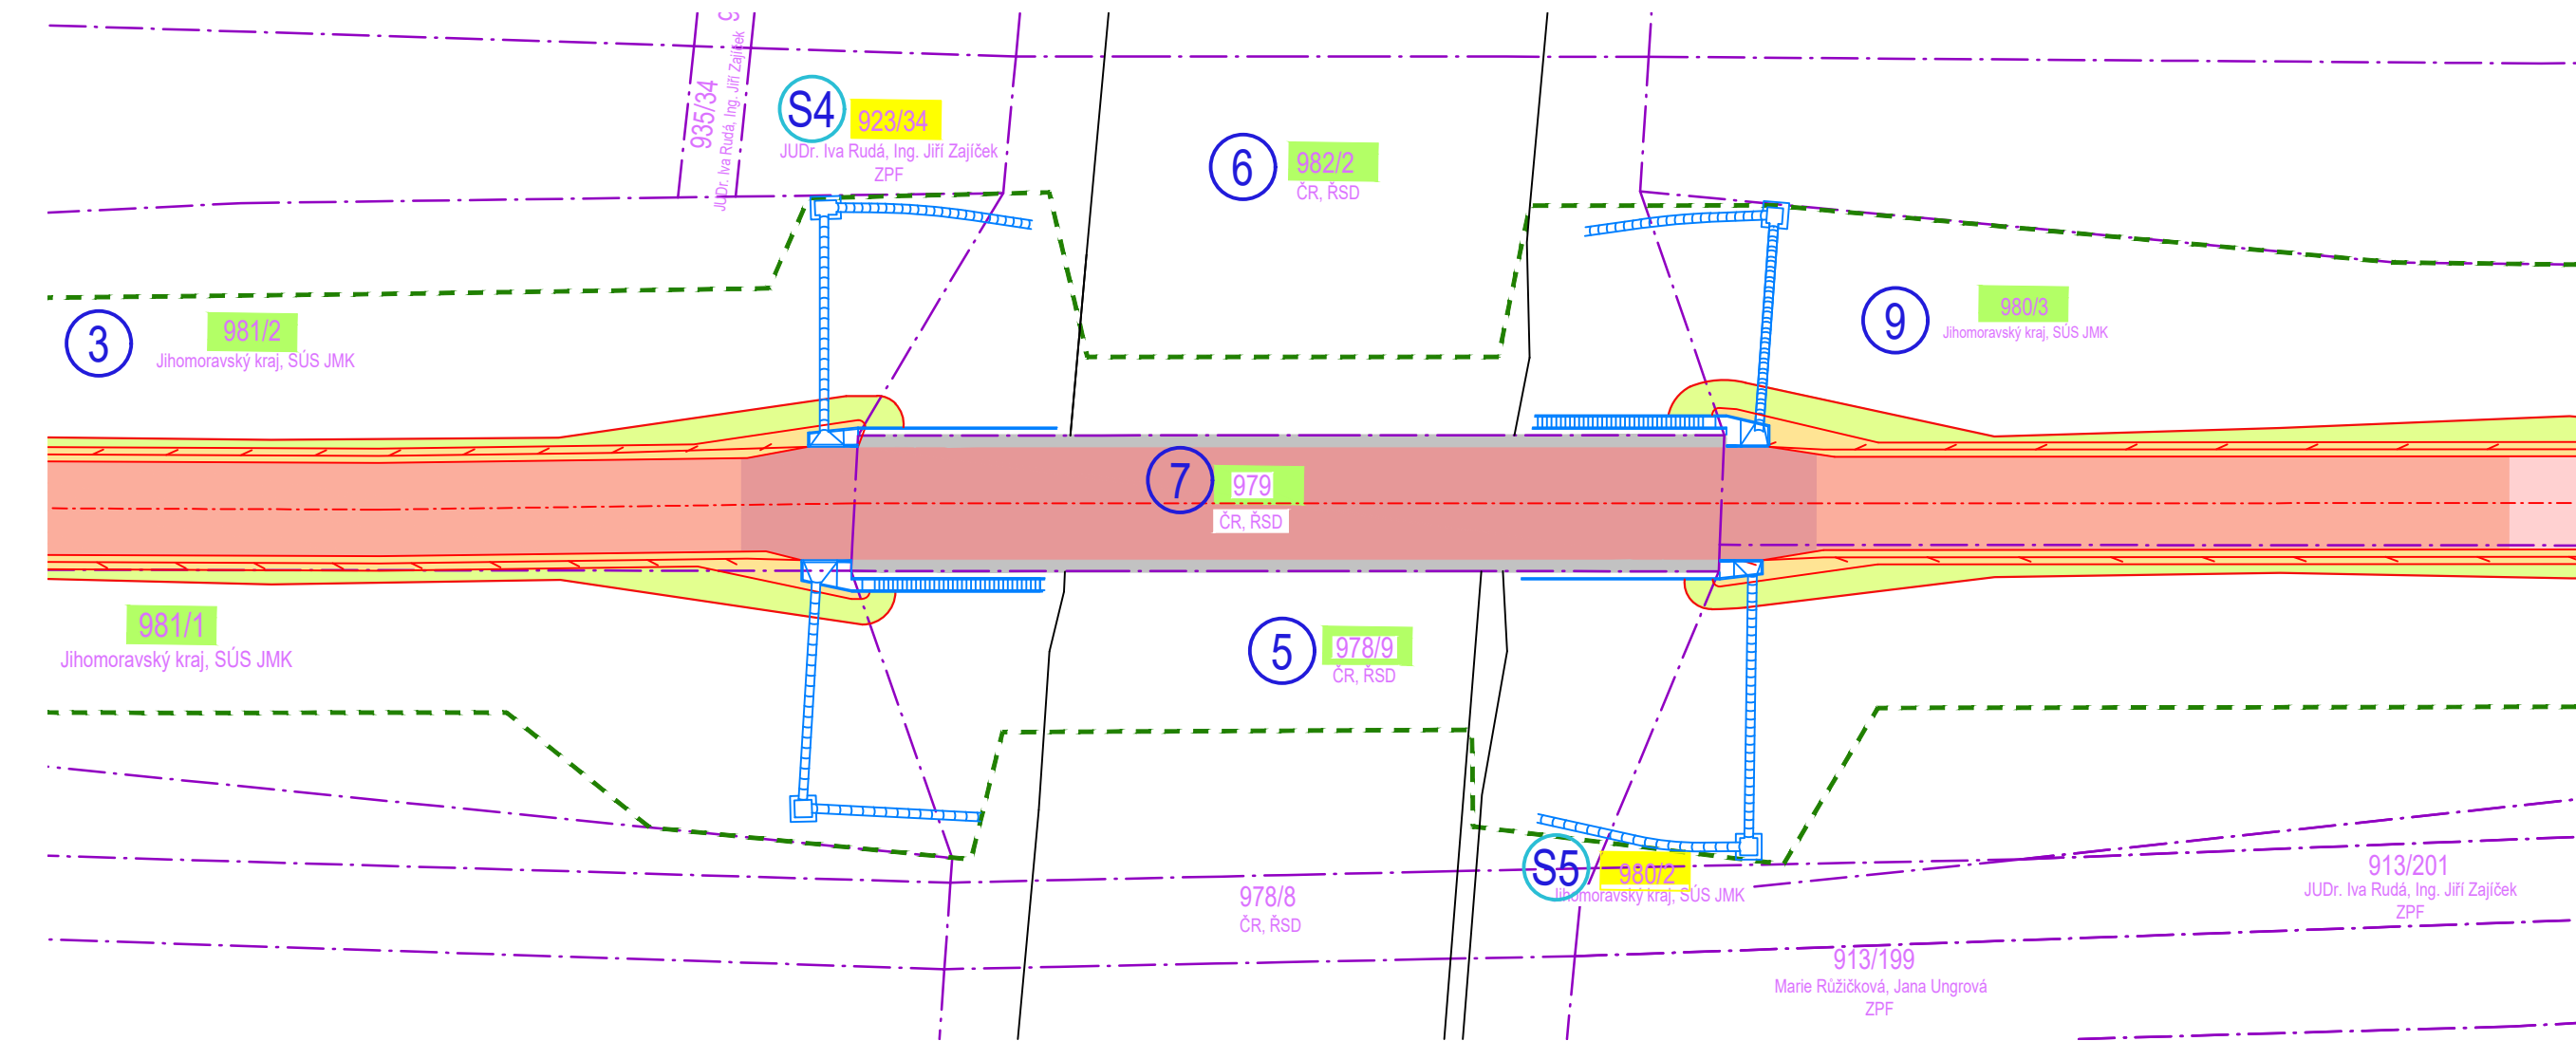 935/34
JUDr. Iva Rudá, Ing. Jiří Zajíček
S4
923/34
JUDr. Iva Rudá, Ing. Jiří Zajíček
ZPF
6
982/2
ČR, ŘSD
3
981/2
Jihomoravský kraj, SÚS JMK
9
980/3
Jihomoravský kraj, SÚS JMK
7
979
ČR, ŘSD
981/1
Jihomoravský kraj, SÚS JMK
5
978/9
ČR, ŘSD
S5
980/2
Jihomoravský kraj, SÚS JMK
978/8
ČR, ŘSD
913/201
JUDr. Iva Rudá, Ing. Jiří Zajíček
ZPF
913/199
Marie Růžičková, Jana Ungrová
ZPF